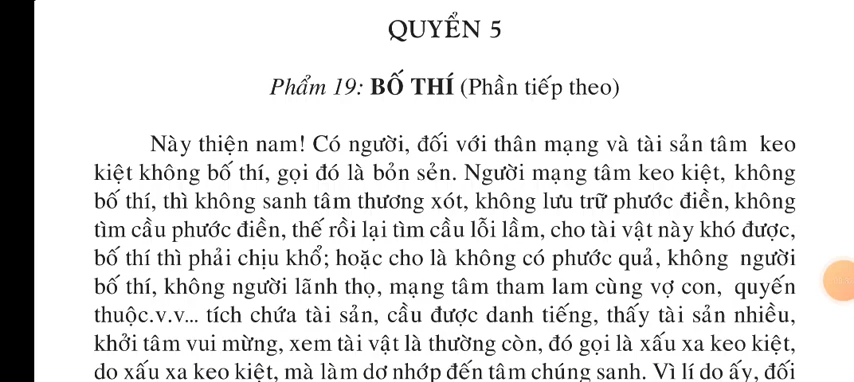 QUYỂN 5
Phẩm 19: BỐ THÍ (Phần tiếp theo)
Này thiện nam! Có người, đối với thân mạng và tài sản tâm keo
kiệt không bố thí, gọi đó là bỏn sẻn. Người mạng tâm keo kiệt, không
bố thí, thì không sanh tâm thương xót, không lưu trữ phước điền, không
tìm cầu phước điền, thế rồi lại tìm cầu lỗi lầm, cho tài vật này khó được,
bố thí thì phải chịu khổ; hoặc cho là không có phước quả, không người
bố thí, không người lãnh thọ, mạng tâm tham lam cùng vợ con, quyến
thuộc.v.v... tích chứa tài sản, cầu được danh tiếng, thấy tài sản nhiều,
khởi tâm vui mừng, xem tài vật là thường còn, đó gọi là xấu xa keo kiệt,
do xấu xa keo kiệt, mà làm dơ nhớp đến tâm chúng sanh. Vì lí do ấy, đối